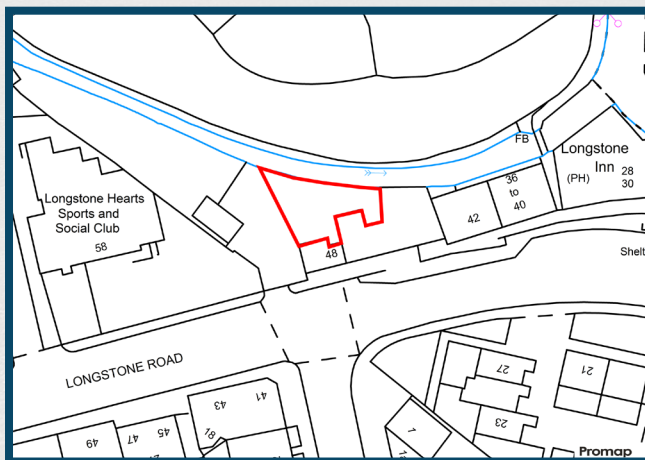 FB
Longstone
Inn
(PH)
28
30
36
to
40
42
Longstone Hearts
Sports and
Social Club
58
48
Shelt
LONGSTONE ROAD
27
21
23
41
43
45
47
49
18
1
Promap